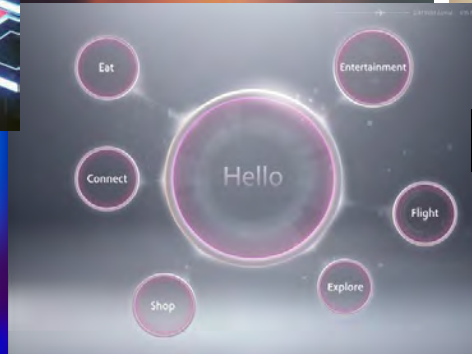 Eat
Entertainment
Connect
Hello
Flight
Explore
Shop